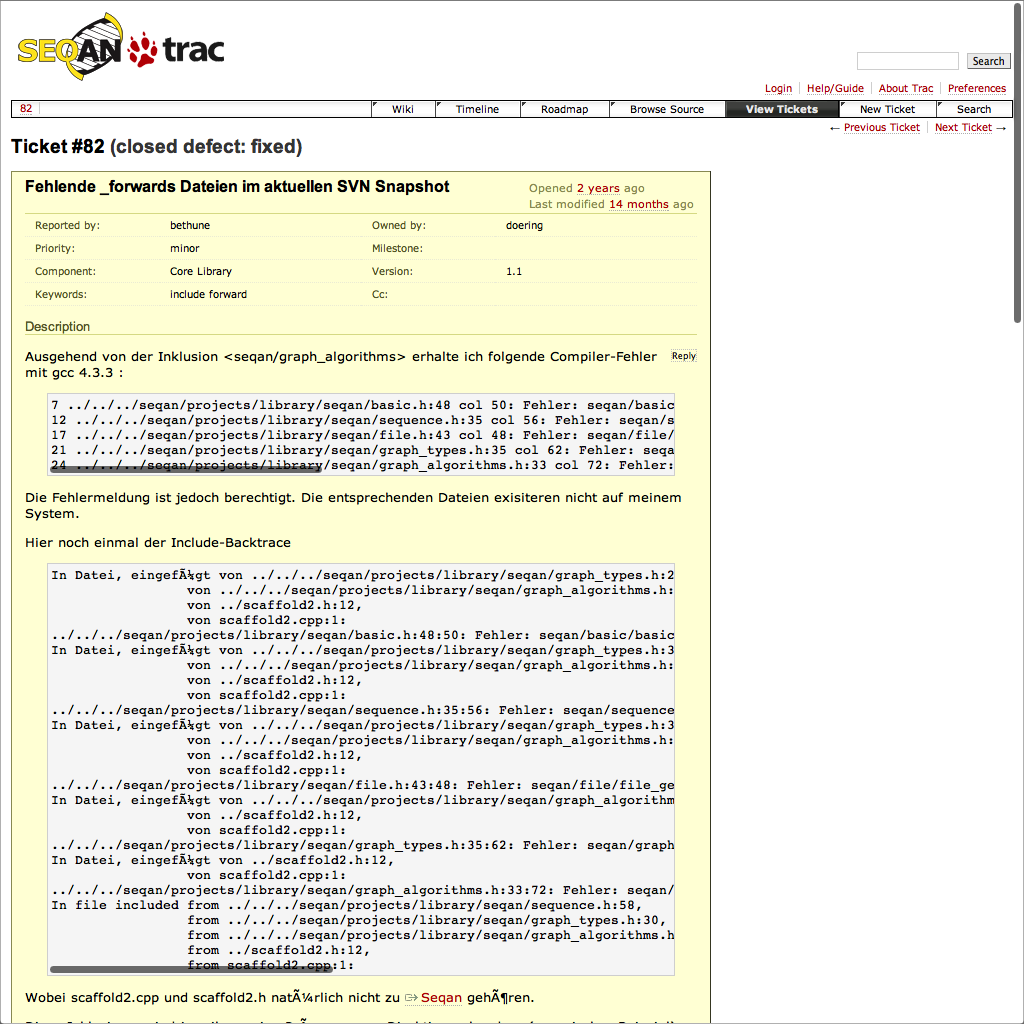 SEQAN trac
Search
Login Help/Guide About Trac Preferences
82 Wiki Timeline Roadmap Browse Source View Tickets New Ticket Search
← Previous Ticket Next Ticket →
Ticket #82 (closed defect: fixed)
Fehlende _forwards Dateien im aktuellen SVN Snapshot
Opened 2 years ago
Last modified 14 months ago
Reported by: bethune Owned by: doering
Priority: minor Milestone:
Component: Core Library Version: 1.1
Keywords: include forward Cc:
Description
Ausgehend von der Inklusion <seqan/graph_algorithms> erhalte ich folgende Compiler-Fehler Reply
mit gcc 4.3.3 :
7 ../../../seqan/projects/library/seqan/basic.h:48 col 50: Fehler: seqan/basic
12 ../../../seqan/projects/library/seqan/sequence.h:35 col 56: Fehler: seqan/s
17 ../../../seqan/projects/library/seqan/file.h:43 col 48: Fehler: seqan/file/
21 ../../../seqan/projects/library/seqan/graph_types.h:35 col 62: Fehler: seqa
24 ../../../seqan/projects/library/seqan/graph_algorithms.h:33 col 72: Fehler:
Die Fehlermeldung ist jedoch berechtigt. Die entsprechenden Dateien exisiteren nicht auf meinem
System.
Hier noch einmal der Include-Backtrace
In Datei, eingefÃ¼gt von ../../../seqan/projects/library/seqan/graph_types.h:2
von ../../../seqan/projects/library/seqan/graph_algorithms.h:
von ../scaffold2.h:12,
von scaffold2.cpp:1:
../../../seqan/projects/library/seqan/basic.h:48:50: Fehler: seqan/basic/basic
In Datei, eingefÃ¼gt von ../../../seqan/projects/library/seqan/graph_types.h:3
von ../../../seqan/projects/library/seqan/graph_algorithms.h:
von ../scaffold2.h:12,
von scaffold2.cpp:1:
../../../seqan/projects/library/seqan/sequence.h:35:56: Fehler: seqan/sequence
In Datei, eingefÃ¼gt von ../../../seqan/projects/library/seqan/graph_types.h:3
von ../../../seqan/projects/library/seqan/graph_algorithms.h:
von ../scaffold2.h:12,
von scaffold2.cpp:1:
../../../seqan/projects/library/seqan/file.h:43:48: Fehler: seqan/file/file_ge
In Datei, eingefÃ¼gt von ../../../seqan/projects/library/seqan/graph_algorithm
von ../scaffold2.h:12,
von scaffold2.cpp:1:
../../../seqan/projects/library/seqan/graph_types.h:35:62: Fehler: seqan/graph
In Datei, eingefÃ¼gt von ../scaffold2.h:12,
von scaffold2.cpp:1:
../../../seqan/projects/library/seqan/graph_algorithms.h:33:72: Fehler: seqan/
In file included from ../../../seqan/projects/library/seqan/sequence.h:58,
from ../../../seqan/projects/library/seqan/graph_types.h:30,
from ../../../seqan/projects/library/seqan/graph_algorithms.h
from ../scaffold2.h:12,
from scaffold2.cpp:1:
Wobei scaffold2.cpp und scaffold2.h natÃ¼rlich nicht zu Seqan gehÃ¶ren.